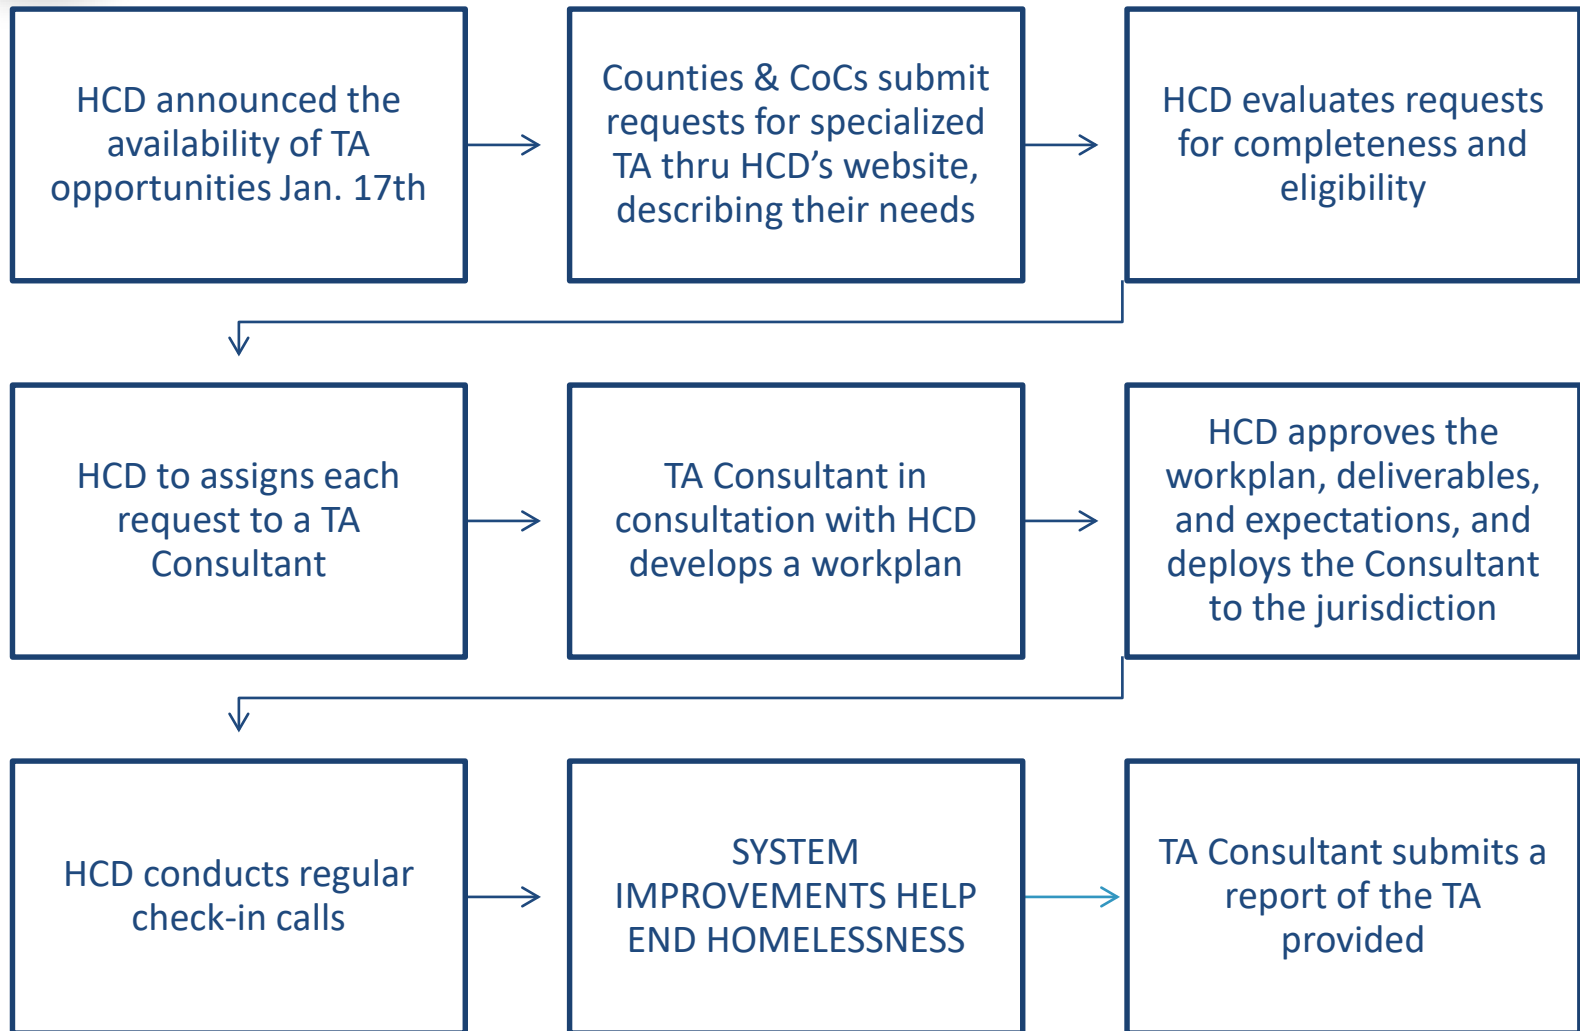 HCD announced the
availability of TA
opportunities Jan. 17th
Counties & CoCs submit
requests for specialized
TA thru HCD’s website,
describing their needs
HCD evaluates requests
for completeness and
eligibility
HCD to assigns each
request to a TA
Consultant
TA Consultant in
consultation with HCD
develops a workplan
HCD approves the
workplan, deliverables,
and expectations, and
deploys the Consultant
to the jurisdiction
HCD conducts regular
check-in calls
SYSTEM
IMPROVEMENTS HELP
END HOMELESSNESS
TA Consultant submits a
report of the TA
provided